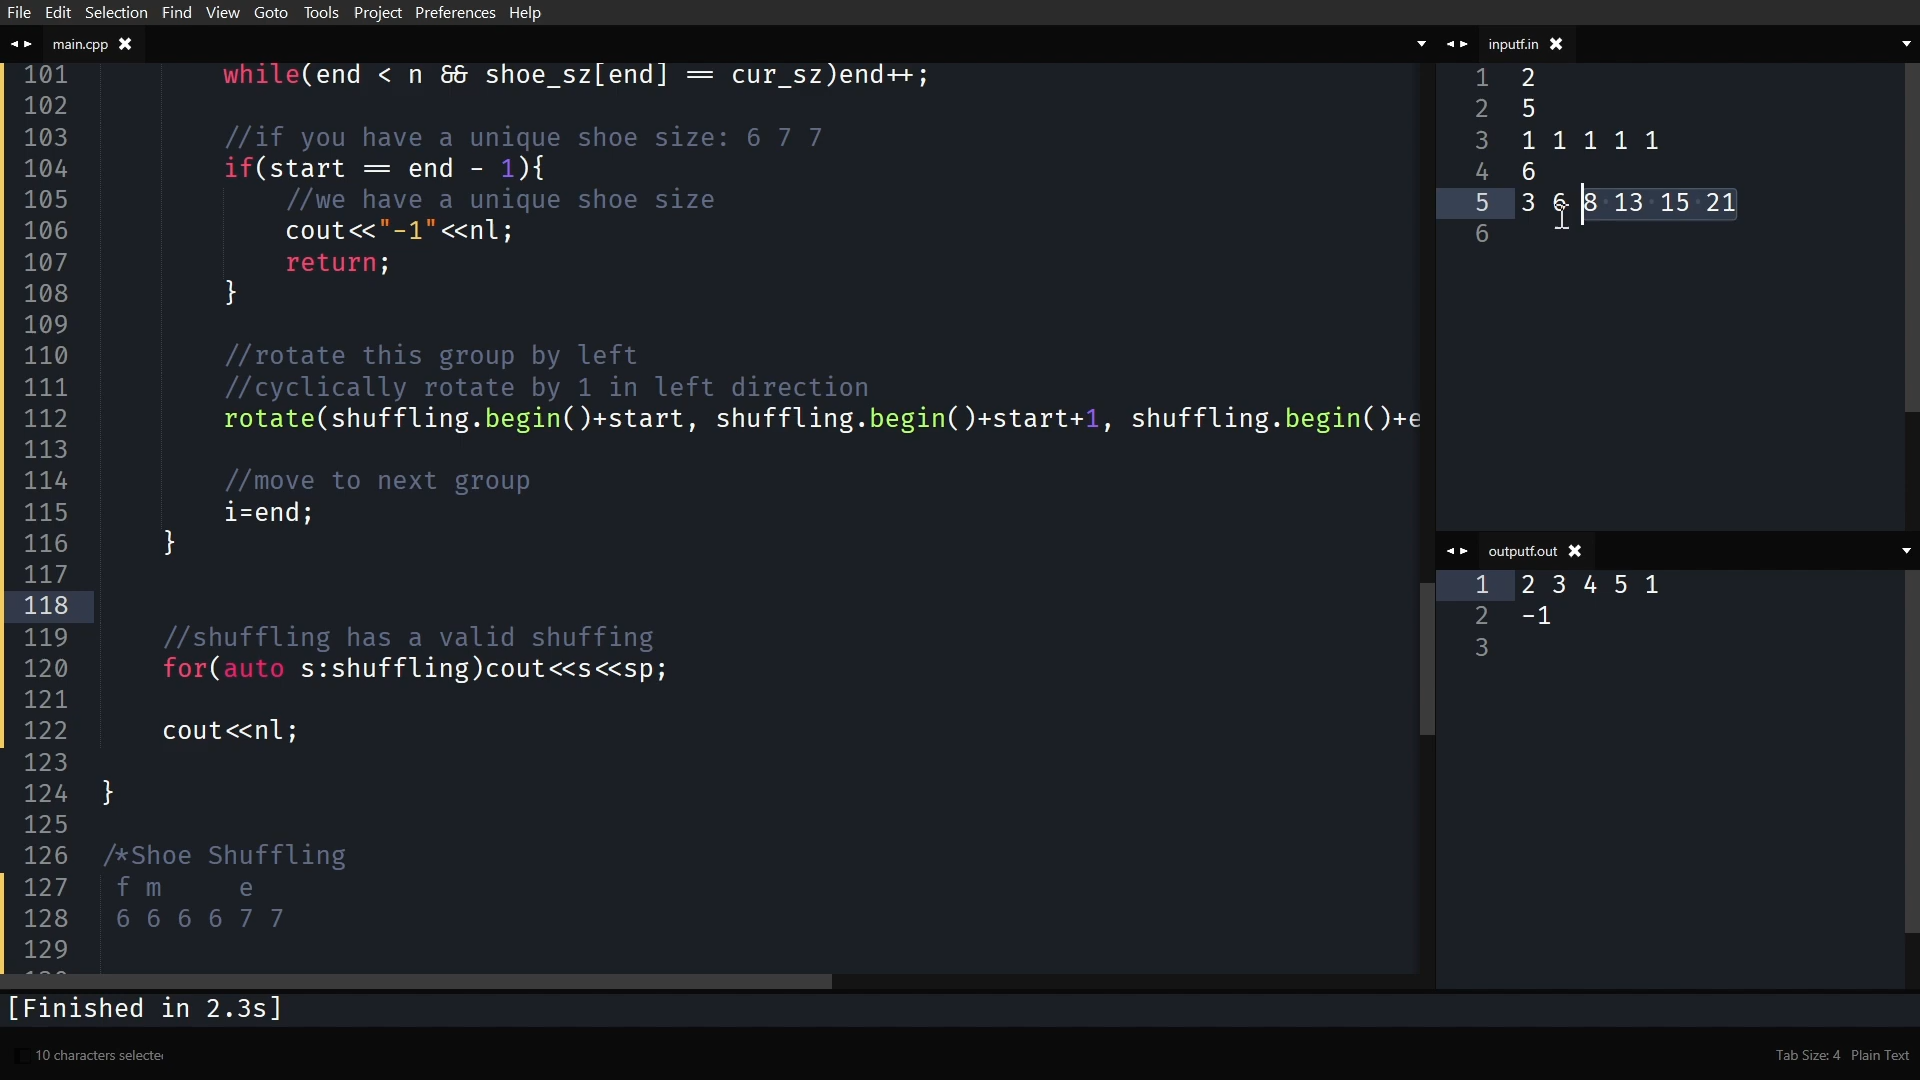 File Edit Selection Find View Goto Tools Project Preferences Help
main.cpp
101 while(end < n && shoe_sz[end] == cur_sz)end++;
102
103 //if you have a unique shoe size: 6 7 7
104 if(start == end - 1){
105 //we have a unique shoe size
106 cout<<"-1"<<nl;
107 return;
108 }
109
110 //rotate this group by left
111 //cyclically rotate by 1 in left direction
112 rotate(shuffling.begin()+start, shuffling.begin()+start+1, shuffling.begin()+e
113
114 //move to next group
115 i=end;
116 }
117
118
119 //shuffling has a valid shuffing
120 for(auto s:shuffling)cout<<s<<sp;
121
122 cout<<nl;
123
124 }
125
126 /*Shoe Shuffling
127 f m e
128 6 6 6 6 7 7
129
inputf.in
1 2
2 5
3 1 1 1 1 1
4 6
5 3 6 8 13 15 21
6
outputf.out
1 2 3 4 5 1
2 -1
3
[Finished in 2.3s]
10 characters selected
Tab Size: 4 Plain Text